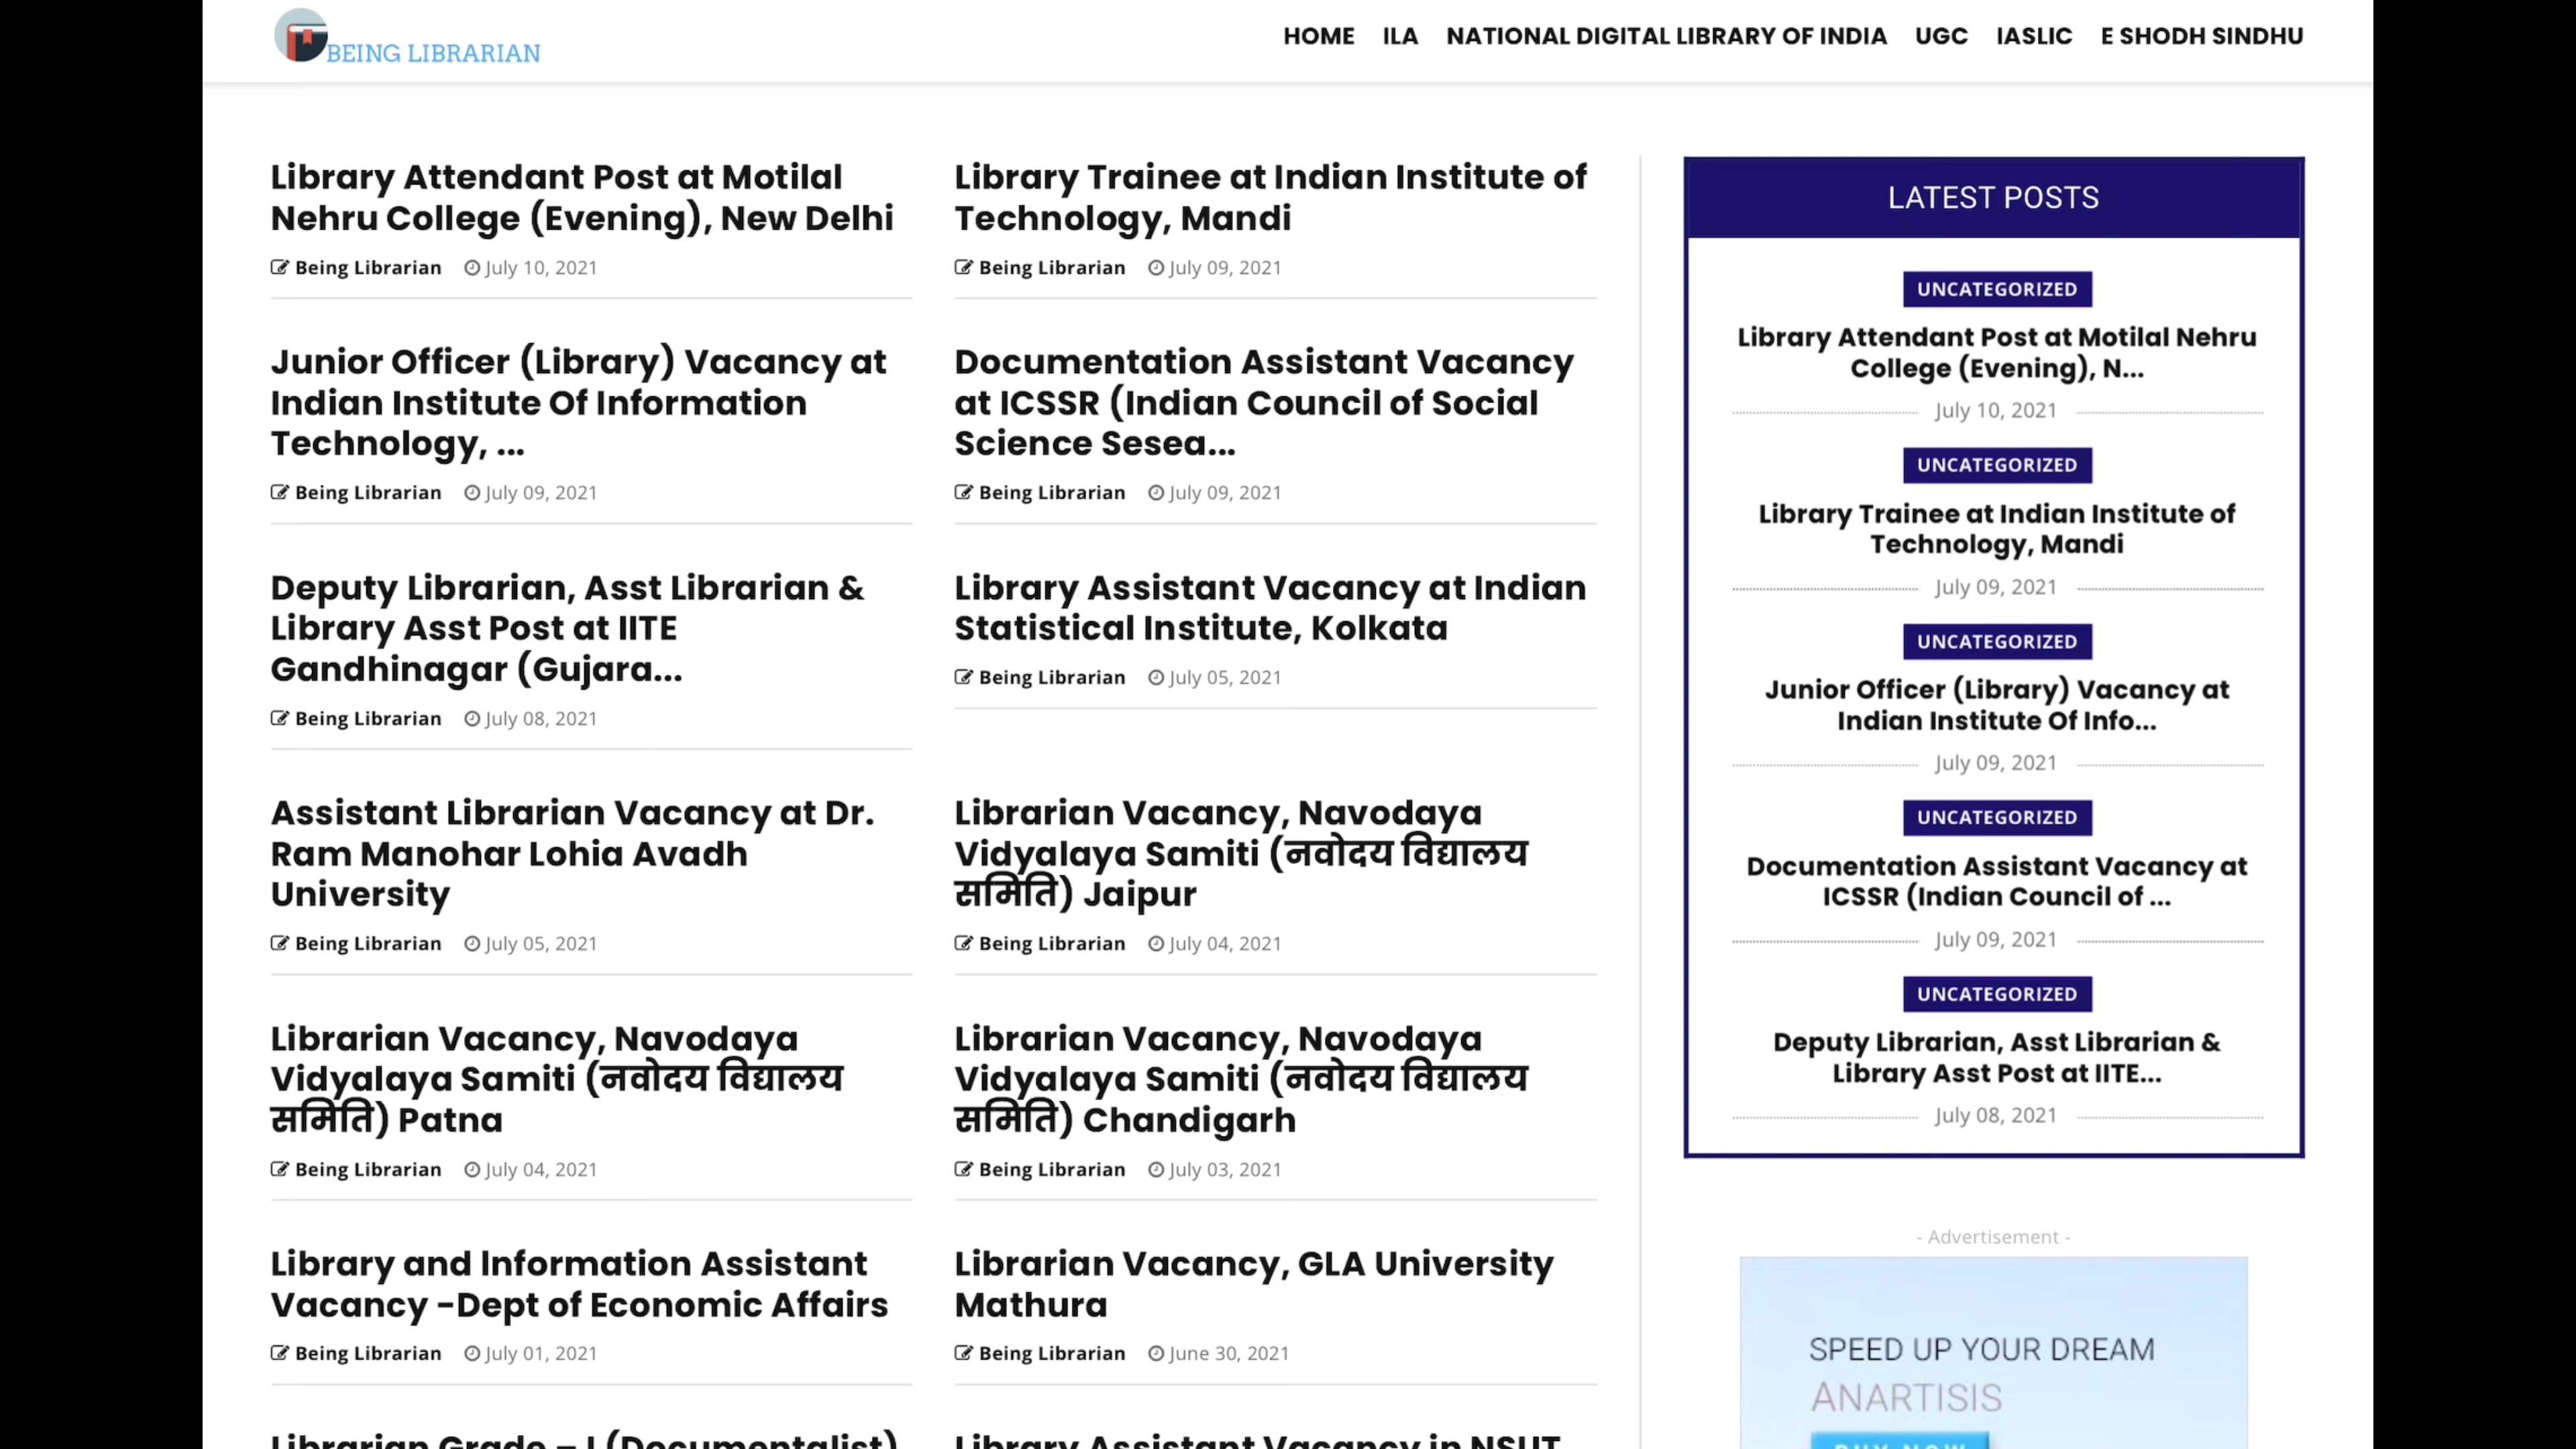 BEING LIBRARIAN
HOME ILA NATIONAL DIGITAL LIBRARY OF INDIA UGC IASLIC E SHODH SINDHU
Library Attendant Post at Motilal
Nehru College (Evening), New Delhi
Being Librarian July 10, 2021
Library Trainee at Indian Institute of
Technology, Mandi
Being Librarian July 09, 2021
Junior Officer (Library) Vacancy at
Indian Institute Of Information
Technology, ...
Being Librarian July 09, 2021
Documentation Assistant Vacancy
at ICSSR (Indian Council of Social
Science Sesea...
Being Librarian July 09, 2021
Deputy Librarian, Asst Librarian &
Library Asst Post at IITE
Gandhinagar (Gujara...
Being Librarian July 08, 2021
Library Assistant Vacancy at Indian
Statistical Institute, Kolkata
Being Librarian July 05, 2021
Assistant Librarian Vacancy at Dr.
Ram Manohar Lohia Avadh
University
Being Librarian July 05, 2021
Librarian Vacancy, Navodaya
Vidyalaya Samiti (नवोदय विद्यालय
समिति) Jaipur
Being Librarian July 04, 2021
Librarian Vacancy, Navodaya
Vidyalaya Samiti (नवोदय विद्यालय
समिति) Patna
Being Librarian July 04, 2021
Librarian Vacancy, Navodaya
Vidyalaya Samiti (नवोदय विद्यालय
समिति) Chandigarh
Being Librarian July 03, 2021
Library and Information Assistant
Vacancy -Dept of Economic Affairs
Being Librarian July 01, 2021
Librarian Vacancy, GLA University
Mathura
Being Librarian June 30, 2021
Librarian Grade – I (Documentalist)
Library Assistant Vacancy in NSUT
LATEST POSTS
UNCATEGORIZED
Library Attendant Post at Motilal Nehru
College (Evening), N...
July 10, 2021
UNCATEGORIZED
Library Trainee at Indian Institute of
Technology, Mandi
July 09, 2021
UNCATEGORIZED
Junior Officer (Library) Vacancy at
Indian Institute Of Info...
July 09, 2021
UNCATEGORIZED
Documentation Assistant Vacancy at
ICSSR (Indian Council of ...
July 09, 2021
UNCATEGORIZED
Deputy Librarian, Asst Librarian &
Library Asst Post at IITE...
July 08, 2021
- Advertisement -
SPEED UP YOUR DREAM
ANARTISIS
BUY NOW